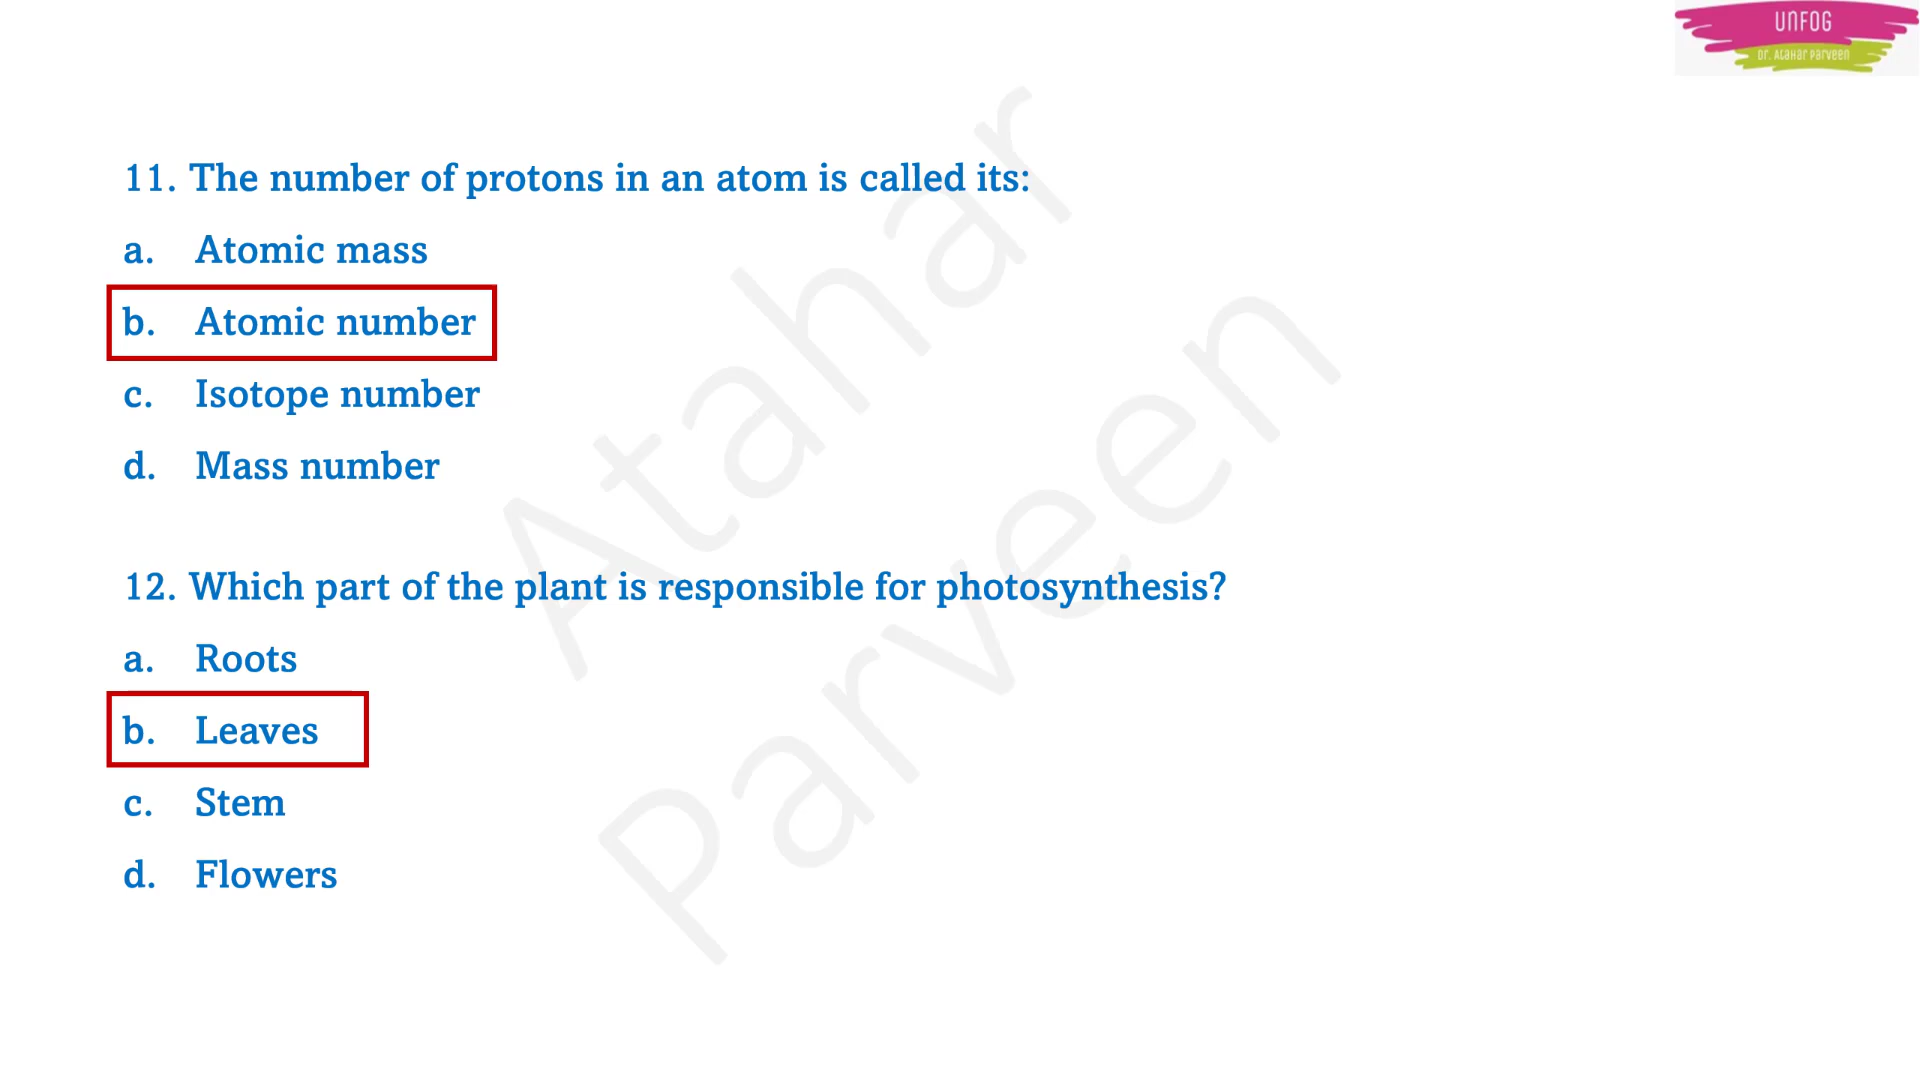 UNFOG
Dr. Atahar Parveen
11. The number of protons in an atom is called its:
a. Atomic mass
b. Atomic number
c. Isotope number
d. Mass number
12. Which part of the plant is responsible for photosynthesis?
a. Roots
b. Leaves
c. Stem
d. Flowers
Atahar
Parveen